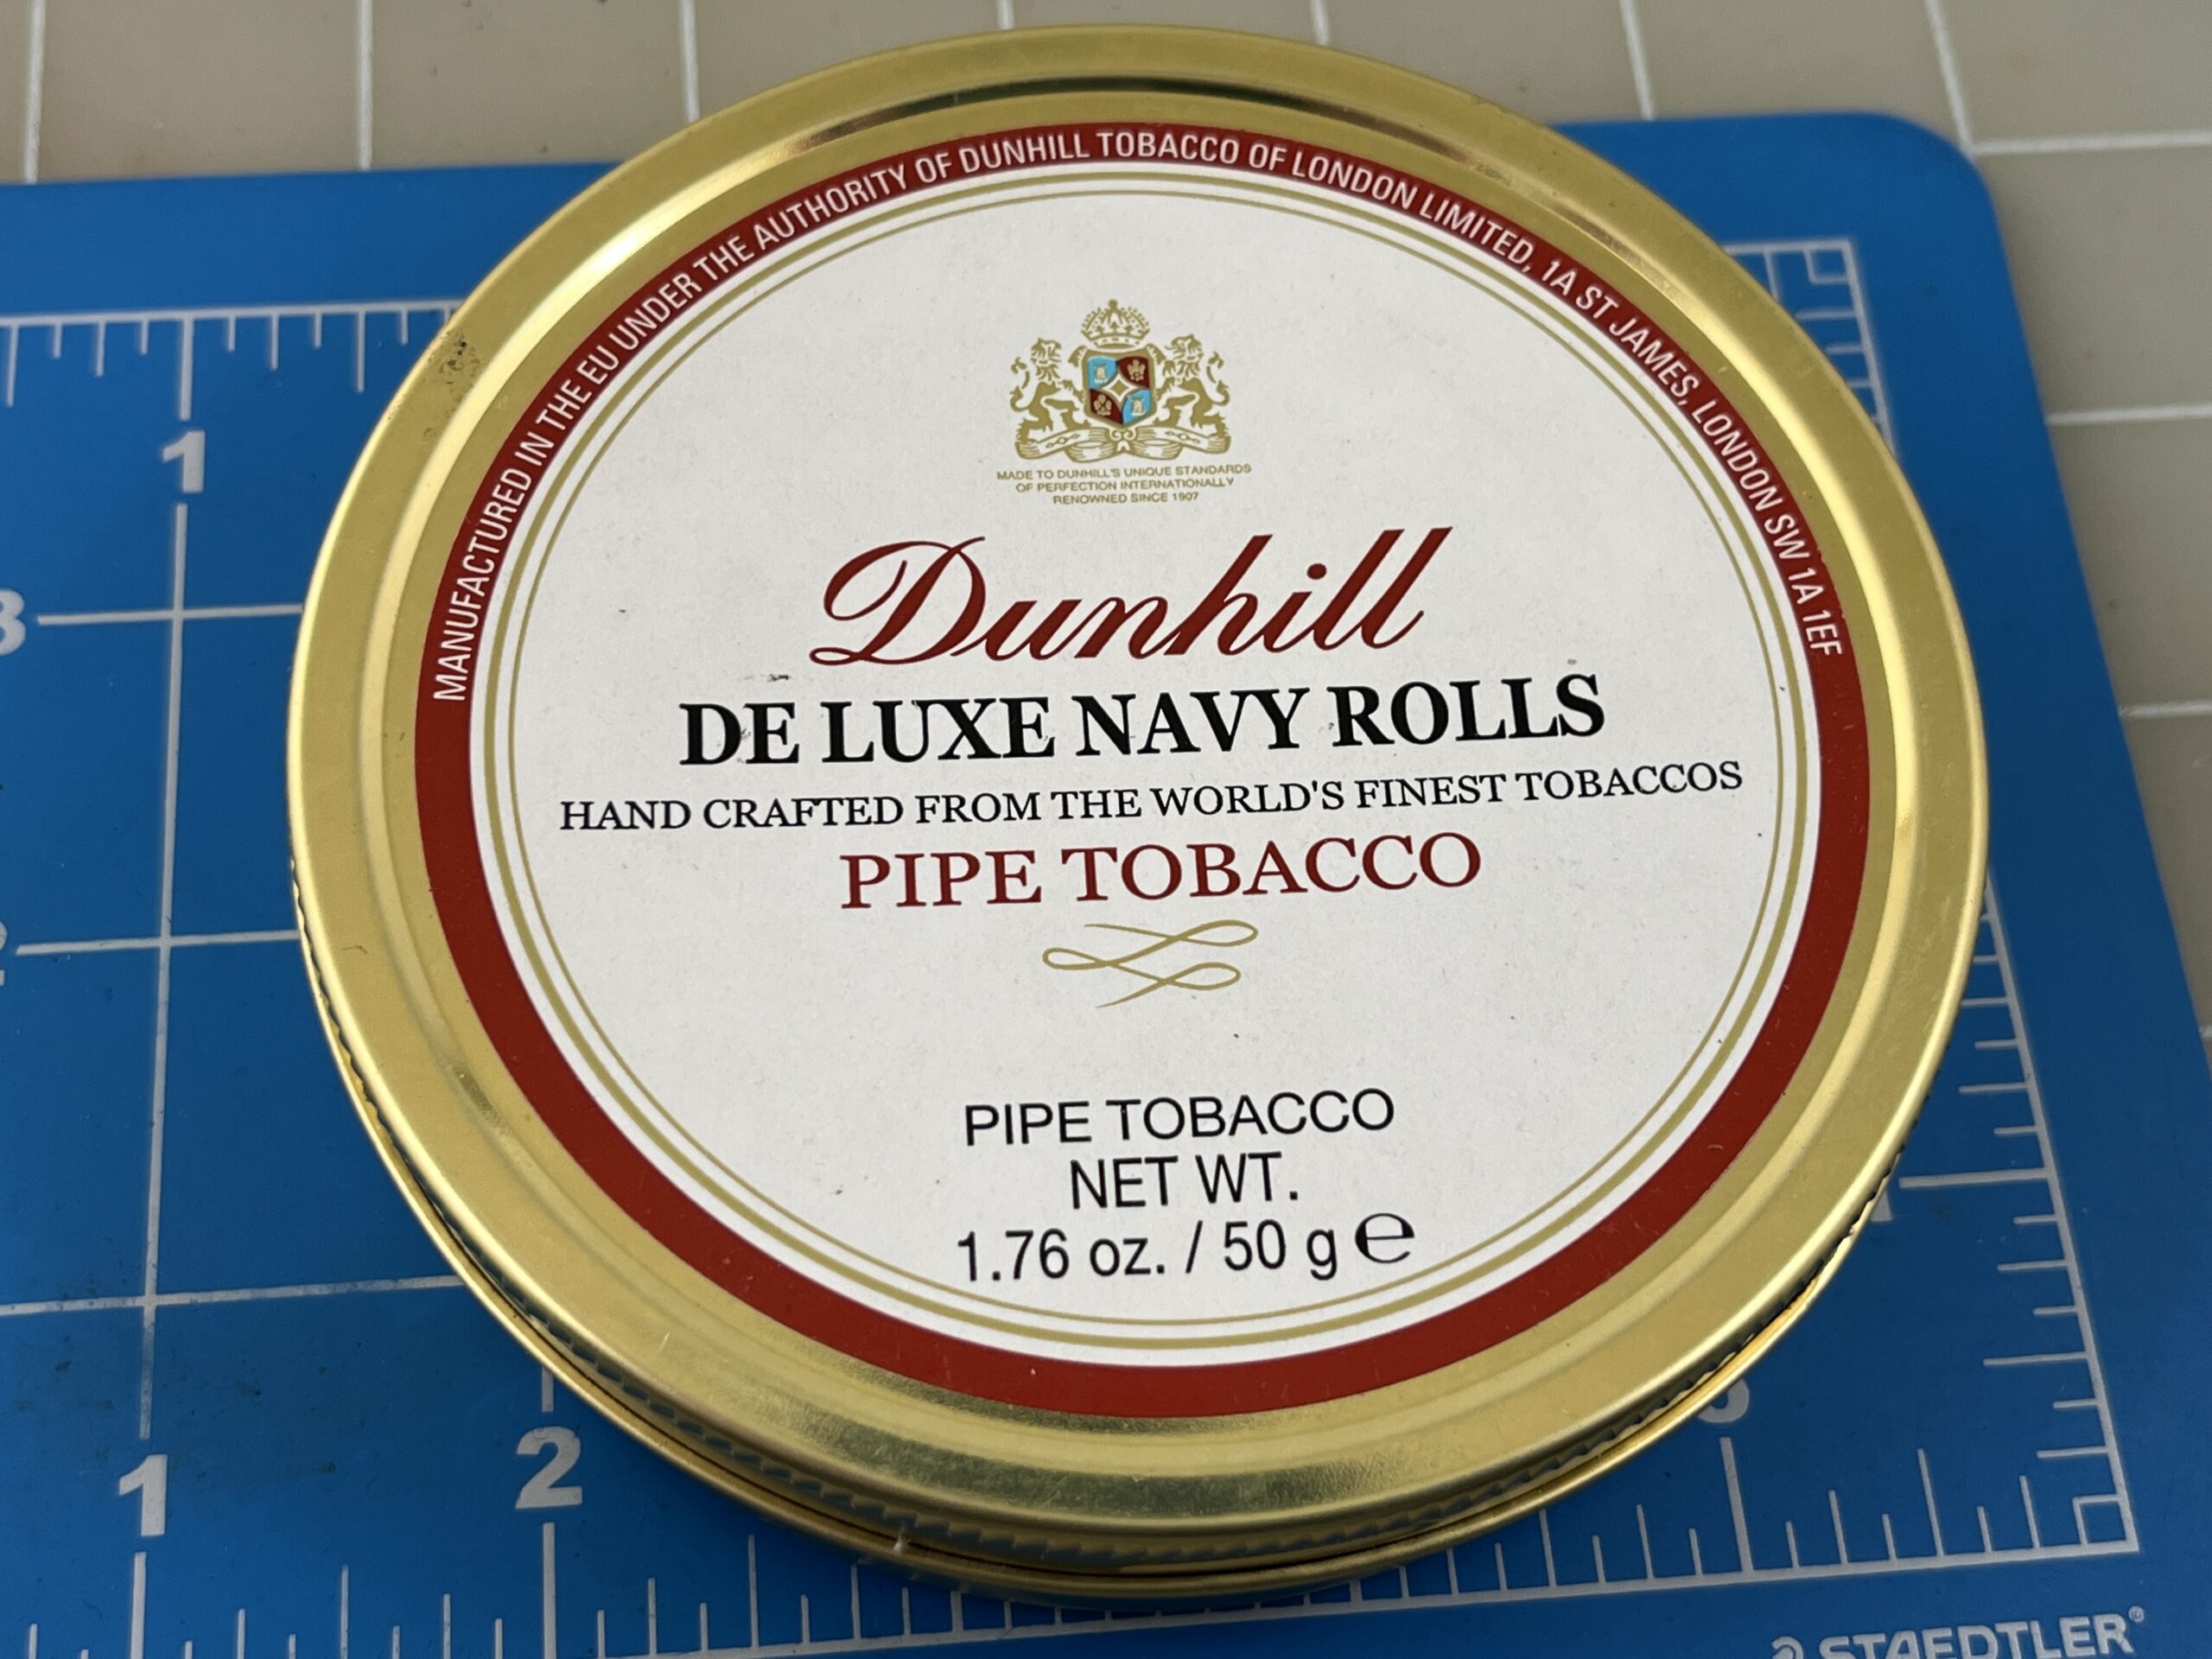 MANUFACTURED IN THE EU UNDER THE AUTHORITY OF DUNHILL TOBACCO OF LONDON LIMITED, 1A ST JAMES, LONDON SW 1A 1EF
MADE TO DUNHILL'S UNIQUE STANDARDS
OF PERFECTION INTERNATIONALLY
RENOWNED SINCE 1907
Dunhill
DE LUXE NAVY ROLLS
HAND CRAFTED FROM THE WORLD'S FINEST TOBACCOS
PIPE TOBACCO
PIPE TOBACCO
NET WT.
1.76 oz. / 50 g ℮
1
3
2
1
2
STAEDTLER®